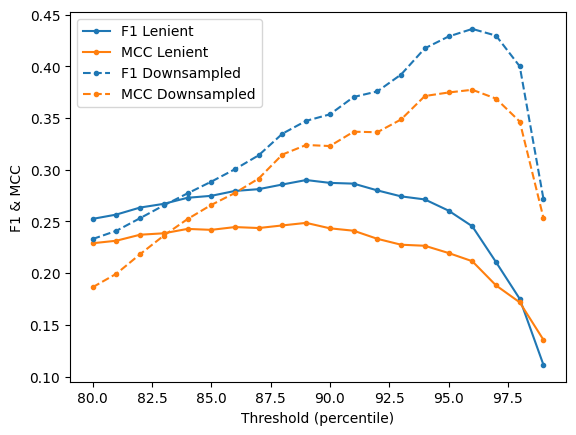 F1 Lenient
MCC Lenient
F1 Downsampled
MCC Downsampled
0.45
0.40
0.35
0.30
0.25
0.20
0.15
0.10
F1 & MCC
80.0 82.5 85.0 87.5 90.0 92.5 95.0 97.5
Threshold (percentile)